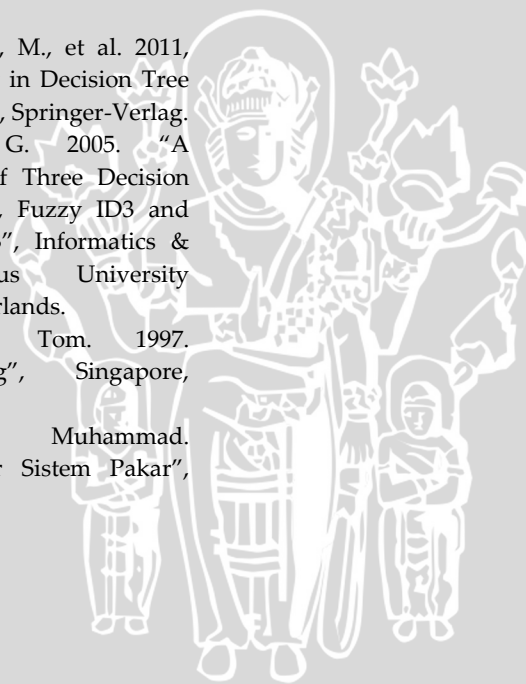 , M., et al. 2011,
in Decision Tree
, Springer-Verlag.
G. 2005. “A
f Three Decision
, Fuzzy ID3 and
”, Informatics &
us University
rlands.
Tom. 1997.
g”, Singapore,
Muhammad.
r Sistem Pakar”,